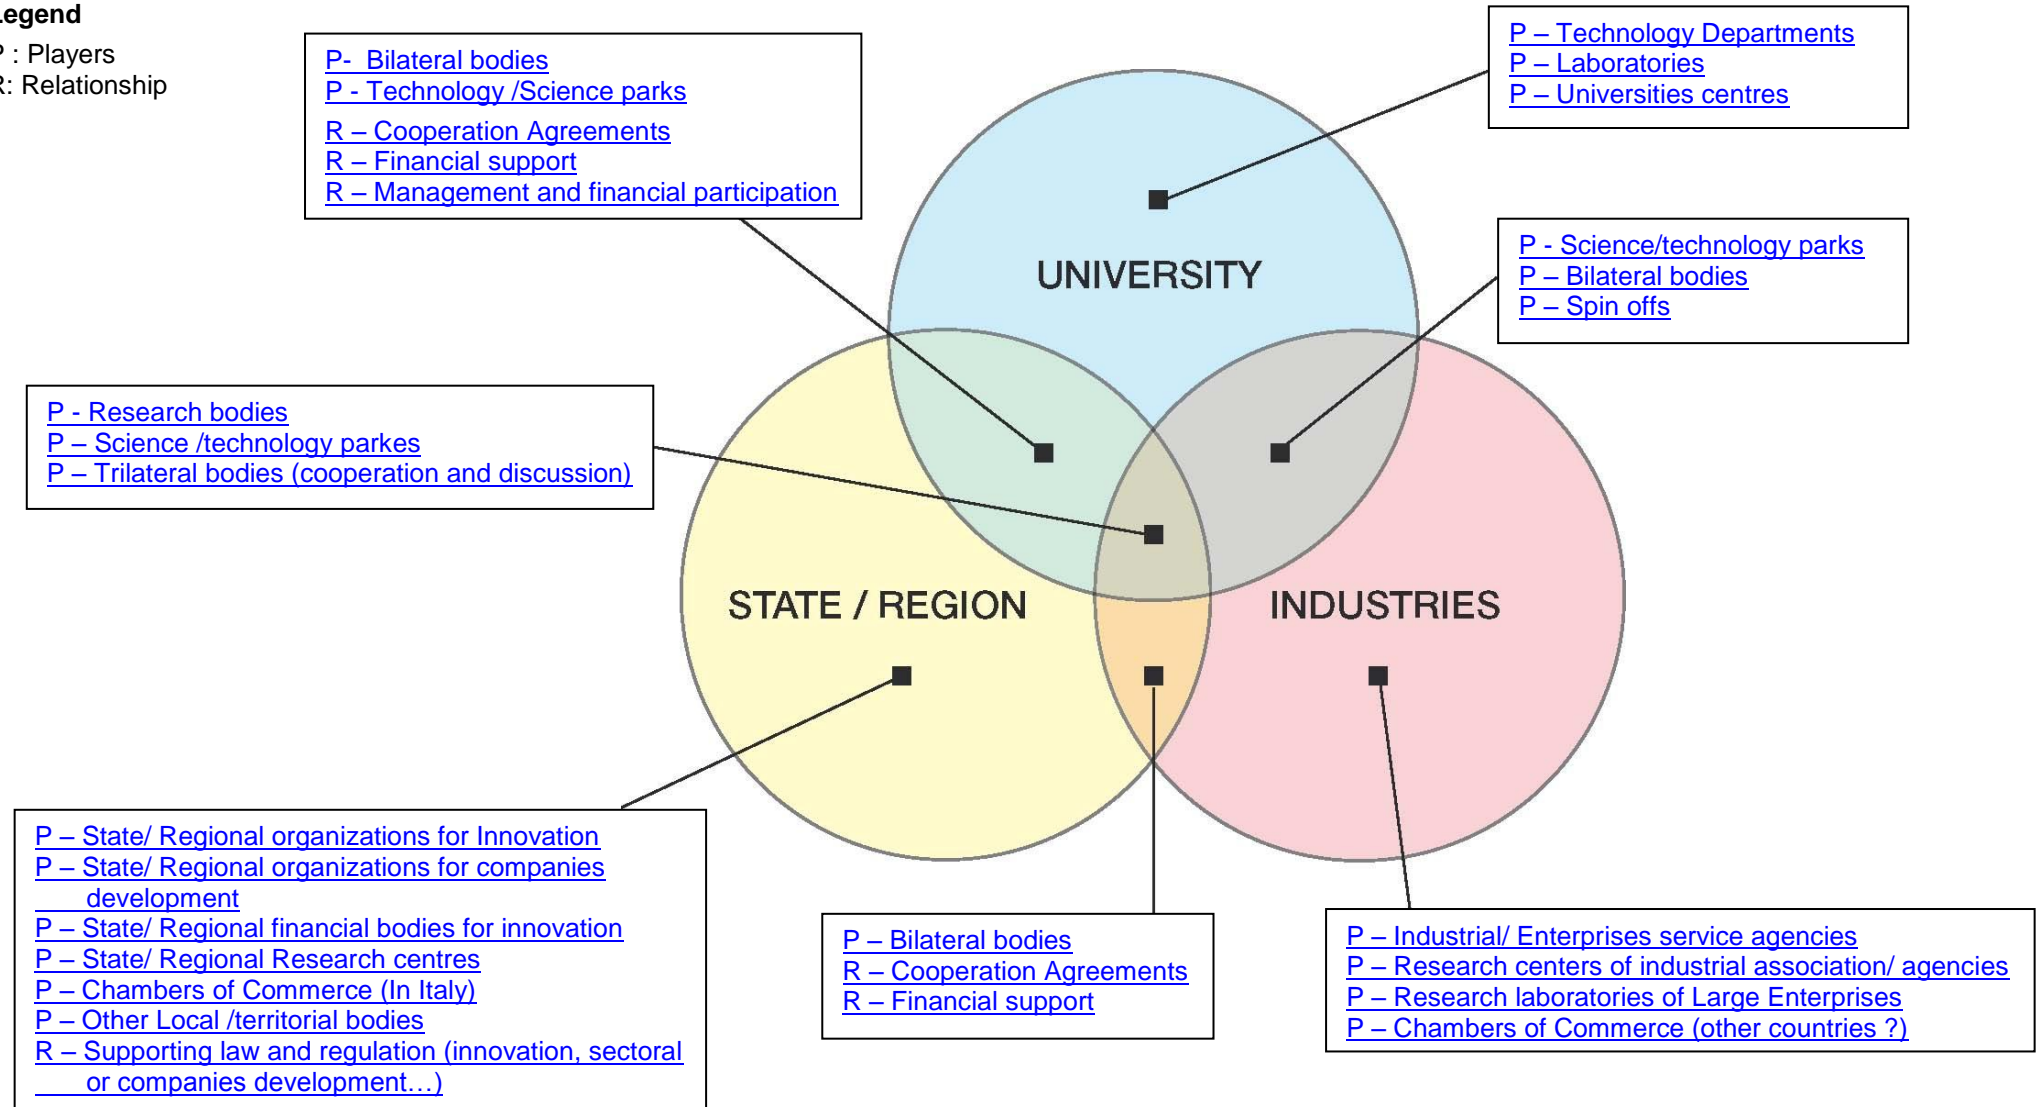 Legend
P : Players
R: Relationship
P-  Bilateral bodies
P - Technology /Science parks
R – Cooperation Agreements
R – Financial support
R – Management and financial participation
P – Technology Departments
P – Laboratories
P – Universities centres
UNIVERSITY
P - Science/technology parks
P – Bilateral bodies
P – Spin offs
P - Research bodies
P – Science /technology parkes
P – Trilateral bodies (cooperation and discussion)
STATE / REGION
INDUSTRIES
P – State/ Regional organizations for Innovation
P – State/ Regional organizations for companies
development
P – State/ Regional financial bodies for innovation
P – State/ Regional Research centres
P – Chambers of Commerce (In Italy)
P – Other Local /territorial bodies
R – Supporting law and regulation (innovation, sectoral
or companies development…)
P – Bilateral bodies
R – Cooperation Agreements
R – Financial support
P – Industrial/ Enterprises service agencies
P – Research centers of industrial association/ agencies
P – Research laboratories of Large Enterprises
P – Chambers of Commerce (other countries ?)